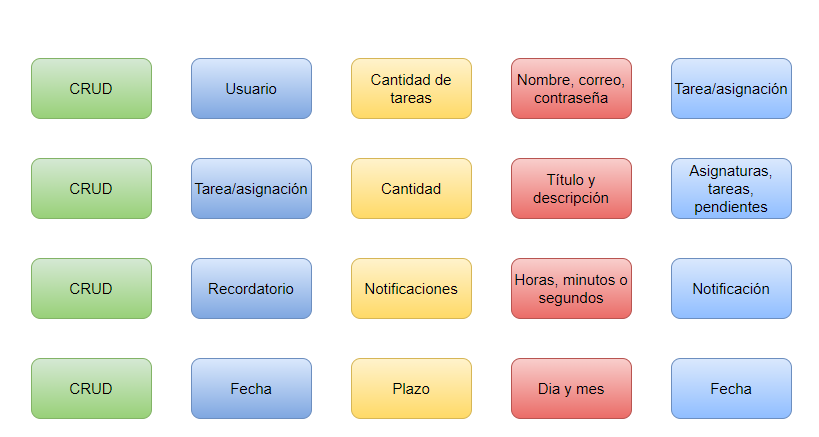 CRUD
Usuario
Cantidad de
tareas
Nombre, correo,
contraseña
Tarea/asignación
CRUD
Tarea/asignación
Cantidad
Título y
descripción
Asignaturas,
tareas,
pendientes
CRUD
Recordatorio
Notificaciones
Horas, minutos o
segundos
Notificación
CRUD
Fecha
Plazo
Dia y mes
Fecha